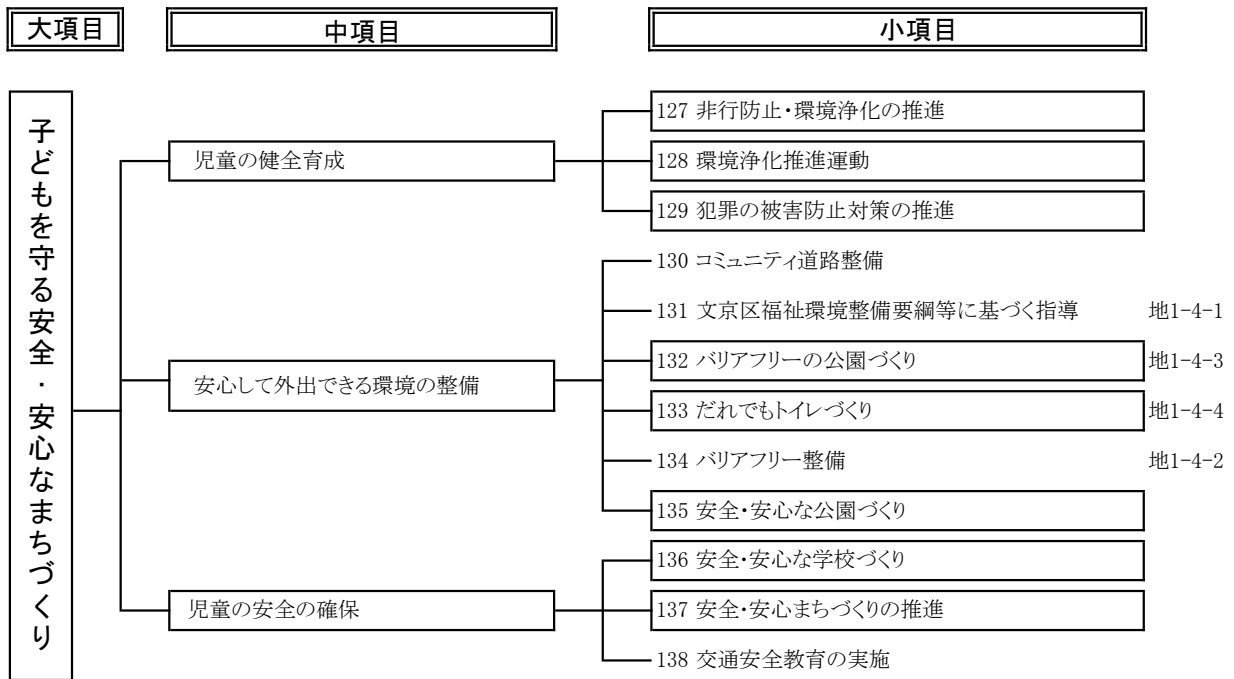 大項目
中項目
小項目
子どもを守る安全・安心なまちづくり
児童の健全育成
127 非行防止・環境浄化の推進
128 環境浄化推進運動
129 犯罪の被害防止対策の推進
安心して外出できる環境の整備
130 コミュニティ道路整備
131 文京区福祉環境整備要綱等に基づく指導 地1-4-1
132 バリアフリーの公園づくり 地1-4-3
133 だれでもトイレづくり 地1-4-4
134 バリアフリー整備 地1-4-2
135 安全・安心な公園づくり
児童の安全の確保
136 安全・安心な学校づくり
137 安全・安心まちづくりの推進
138 交通安全教育の実施